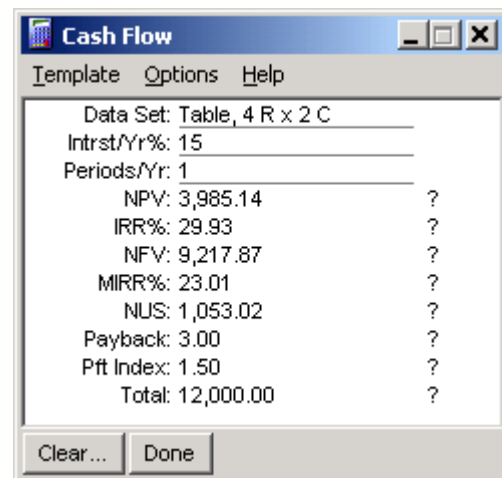 Cash Flow
Template Options Help
Data Set: Table, 4 R x 2 C
Intrst/Yr%: 15
Periods/Yr: 1
NPV: 3,985.14 ?
IRR%: 29.93 ?
NFV: 9,217.87 ?
MIRR%: 23.01 ?
NUS: 1,053.02 ?
Payback: 3.00 ?
Pft Index: 1.50 ?
Total: 12,000.00 ?
Clear... Done